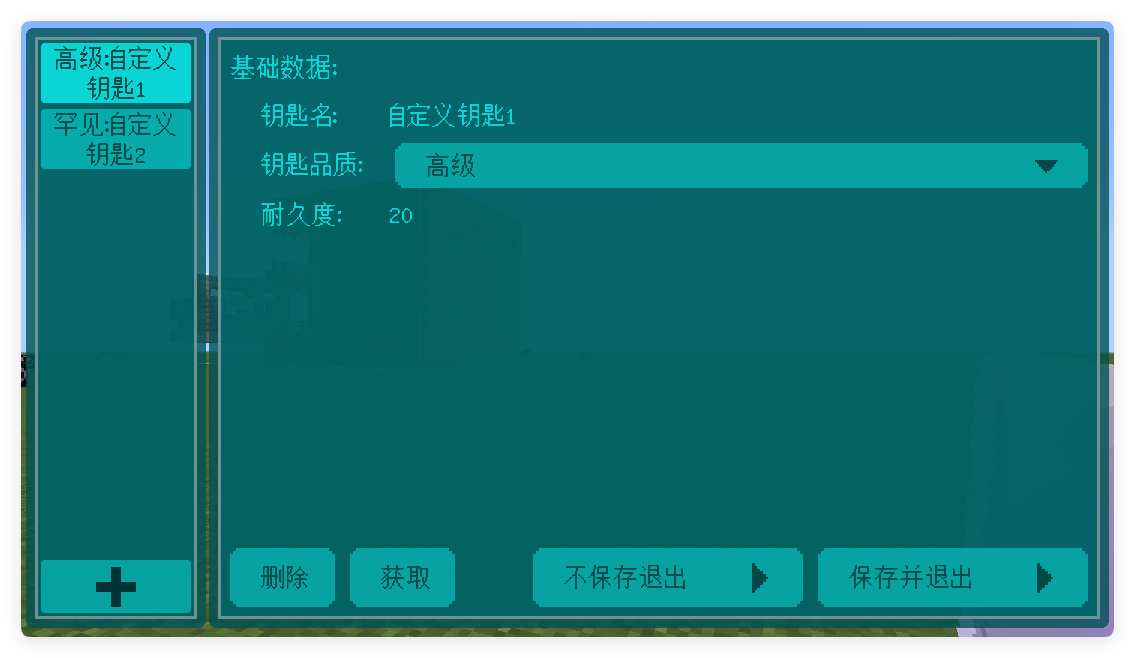 高级:自定义
钥匙1
罕见:自定义
钥匙2
基础数据:
钥匙名: 自定义钥匙1
钥匙品质: 高级
耐久度: 20
删除 获取 不保存退出 保存并退出